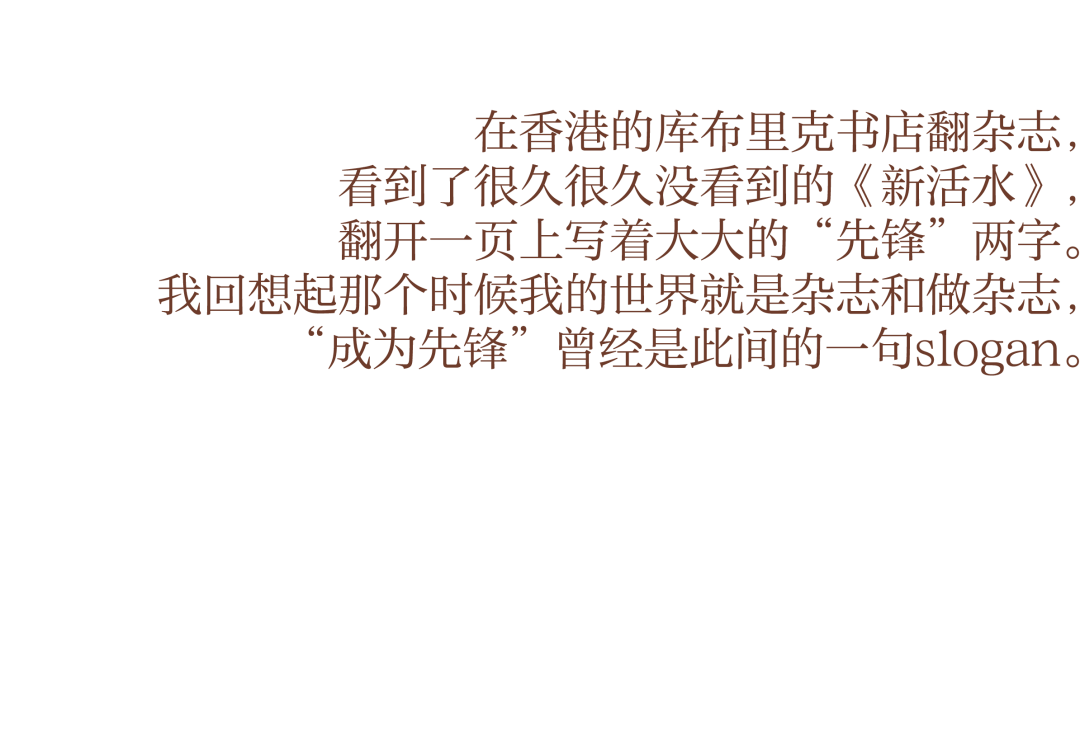 在香港的库布里克书店翻杂志，
看到了很久很久没看到的《新活水》，
翻开一页上写着大大的“先锋”两字。
我回想起那个时候我的世界就是杂志和做杂志，
“成为先锋”曾经是此间的一句slogan。